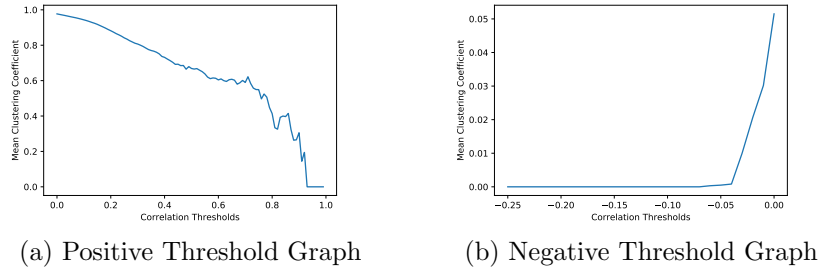 1.0
0.8
0.6
0.4
0.2
0.0
Mean Clustering Coefficient
0.0 0.2 0.4 0.6 0.8 1.0
Correlation Thresholds
(a) Positive Threshold Graph
0.05
0.04
0.03
0.02
0.01
0.00
Mean Clustering Coefficient
−0.25 −0.20 −0.15 −0.10 −0.05 0.00
Correlation Thresholds
(b) Negative Threshold Graph